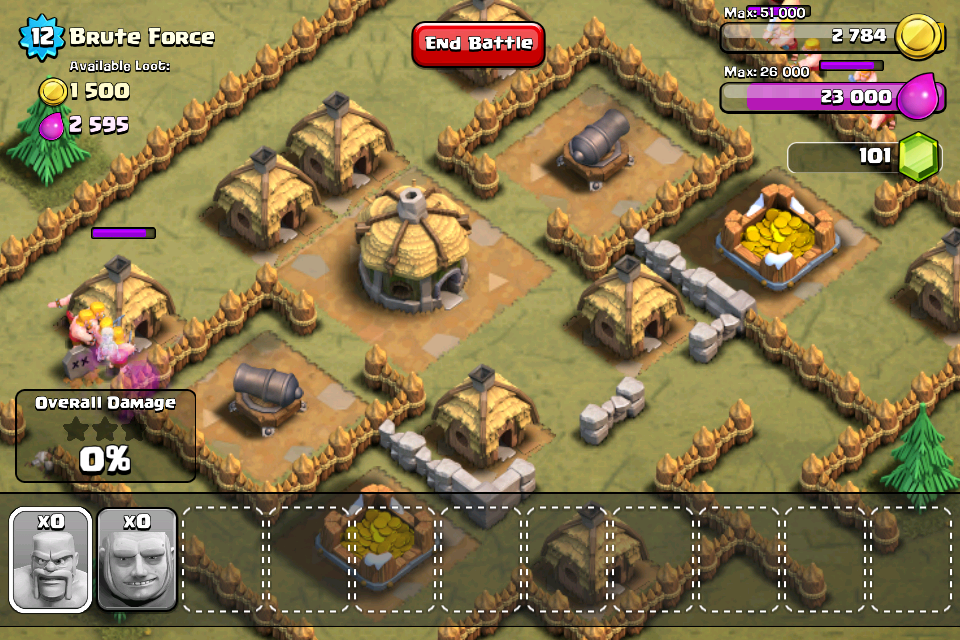 12 Brute Force
Available Loot:
1 500
2 595
End Battle
Max: 51 000
2 784
Max: 26 000
23 000
101
XX
Overall Damage
0%
x0
x0